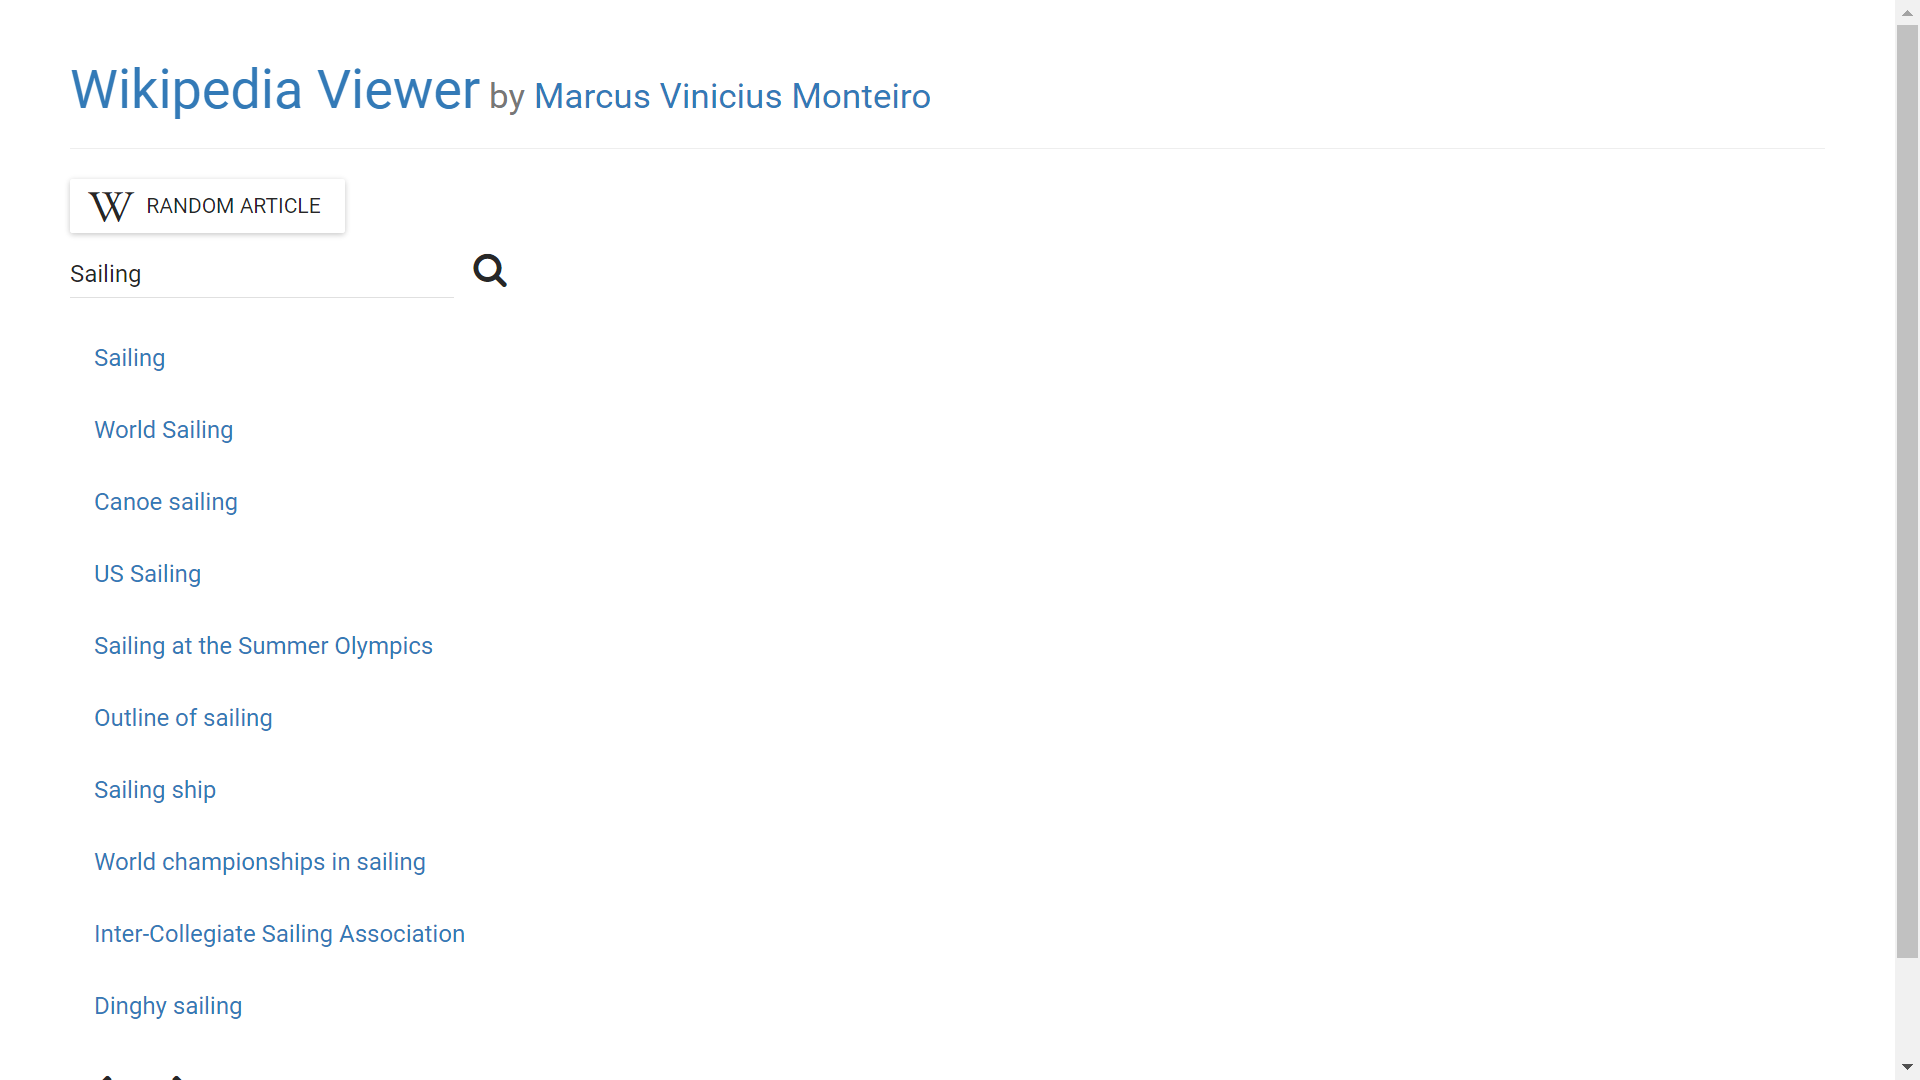 Wikipedia Viewer by Marcus Vinicius Monteiro
W RANDOM ARTICLE
Sailing
Sailing
World Sailing
Canoe sailing
US Sailing
Sailing at the Summer Olympics
Outline of sailing
Sailing ship
World championships in sailing
Inter-Collegiate Sailing Association
Dinghy sailing